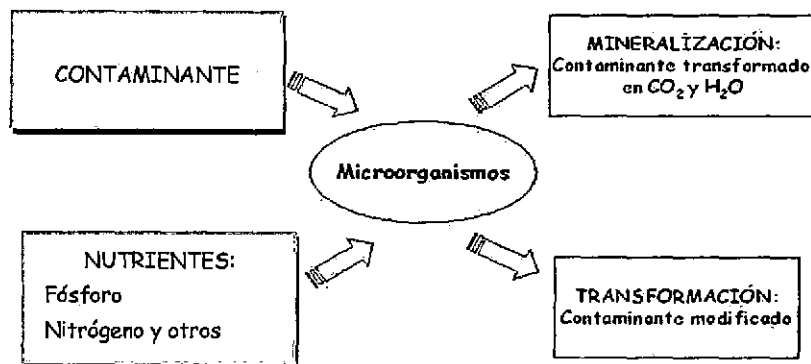 CONTAMINANTE
MINERALIZACIÓN:
Contaminante transformado
en CO₂ y H₂O
Microorganismos
NUTRIENTES:
Fósforo
Nitrógeno y otros
TRANSFORMACIÓN:
Contaminante modificado